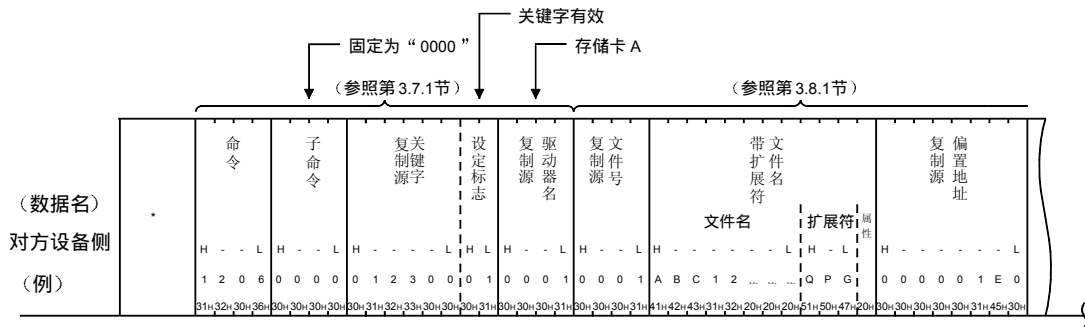 关键字有效
固定为“0000”
存储卡 A
（参照第 3.7.1节）
（参照第 3.8.1节）
命令
子命令
复制源关键字
设定标志
复制源驱动器名
复制源文件号
带扩展符文件名
复制源偏置地址
（数据名）
*
文件名
扩展符
属性
对方设备侧
H - - L H - - L H - - - - L H L H - - L H - - L H - - - - - - L H - L H - - - - - - L
（例）
1 2 0 6 0 0 0 0 0 1 2 3 0 0 0 1 0 0 0 1 0 0 0 1 A B C 1 2 Q P G 0 0 0 0 0 1 E 0
31H 32H 30H 36H 30H 30H 30H 30H 30H 31H 32H 33H 30H 30H 30H 31H 30H 30H 30H 31H 30H 30H 30H 31H 41H 42H 43H 31H 32H 20H 20H 20H 51H 50H 47H 20H 30H 30H 30H 30H 30H 31H 45H 30H